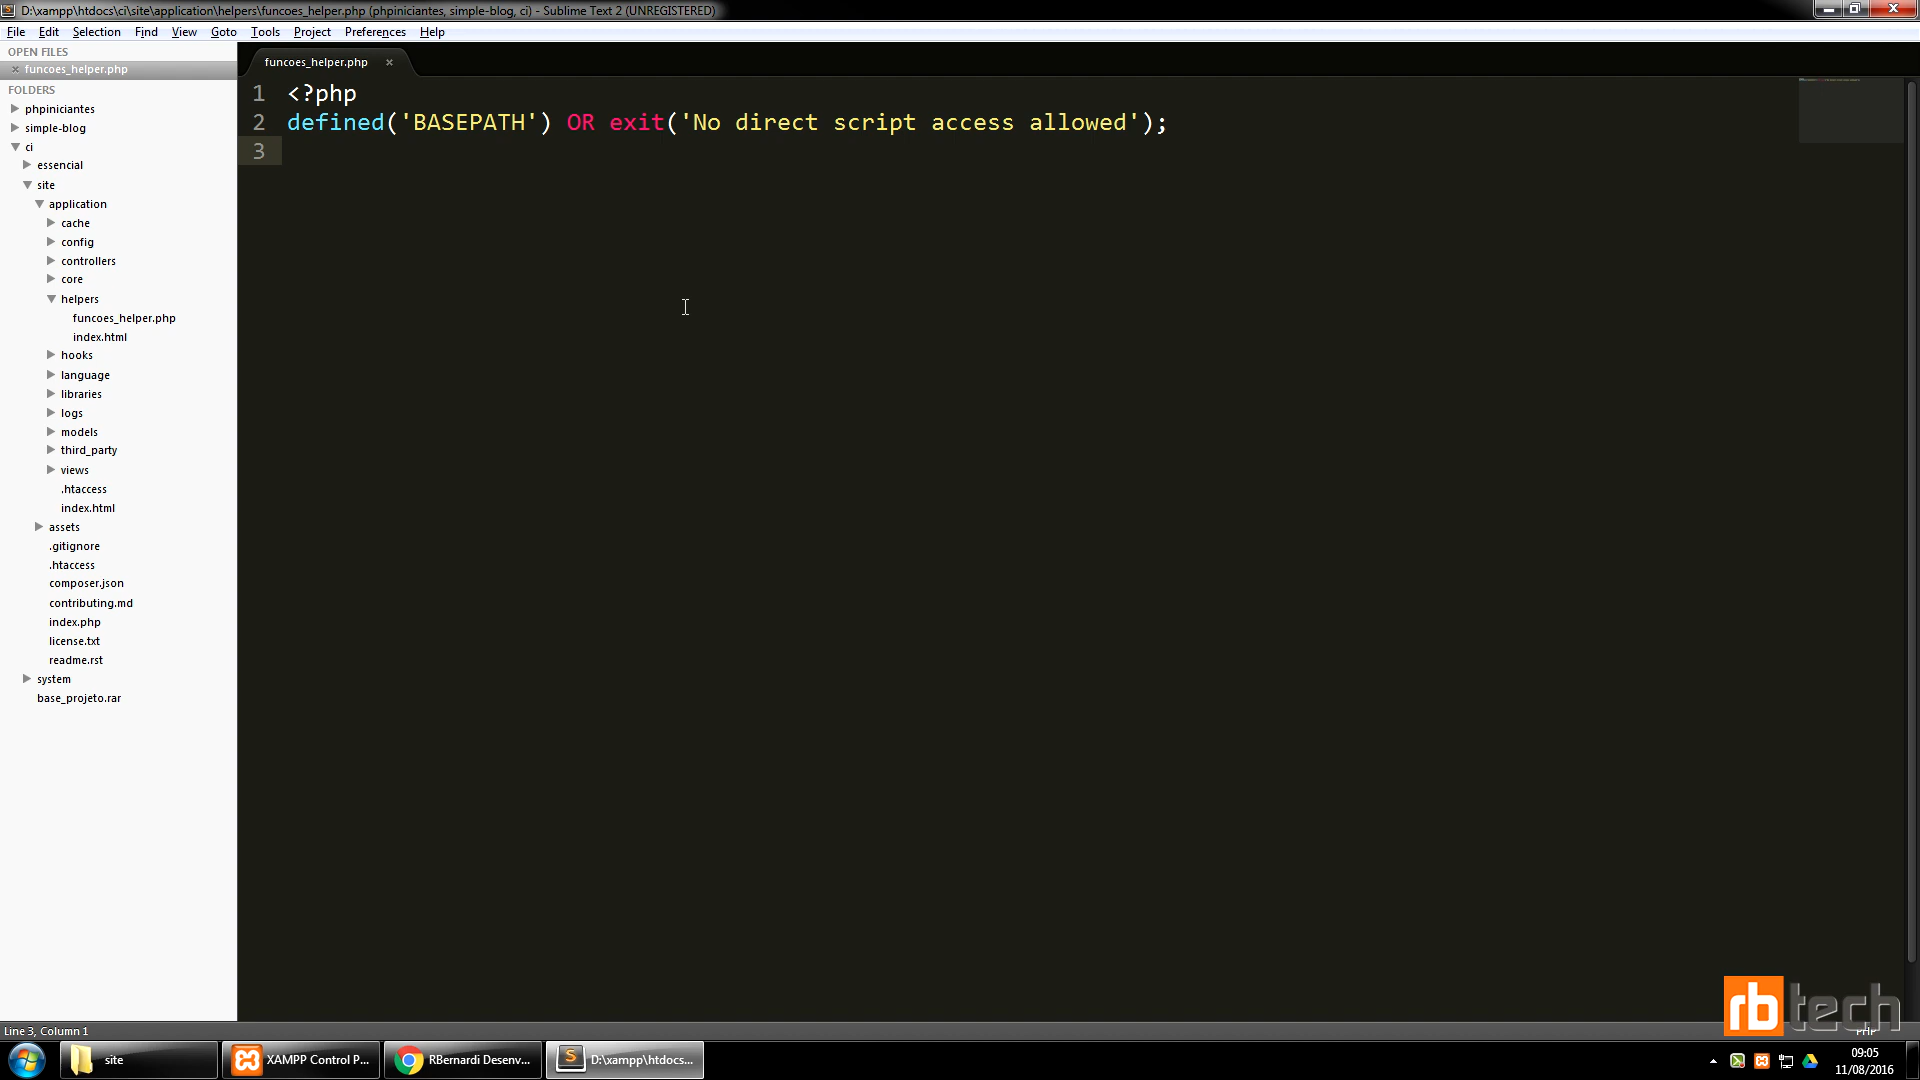 D:\xampp\htdocs\ci\site\application\helpers\funcoes_helper.php (phpiniciantes, simple-blog, ci) - Sublime Text 2 (UNREGISTERED)
File Edit Selection Find View Goto Tools Project Preferences Help
OPEN FILES
funcoes_helper.php
FOLDERS
phpiniciantes
simple-blog
ci
essencial
site
application
cache
config
controllers
core
helpers
funcoes_helper.php
index.html
hooks
language
libraries
logs
models
third_party
views
.htaccess
index.html
assets
.gitignore
.htaccess
composer.json
contributing.md
index.php
license.txt
readme.rst
system
base_projeto.rar
funcoes_helper.php
1 <?php
2 defined('BASEPATH') OR exit('No direct script access allowed');
3
rbtech
Line 3, Column 1
PHP
site
XAMPP Control P...
RBernardi Desenv...
D:\xampp\htdocs...
09:05
11/08/2016